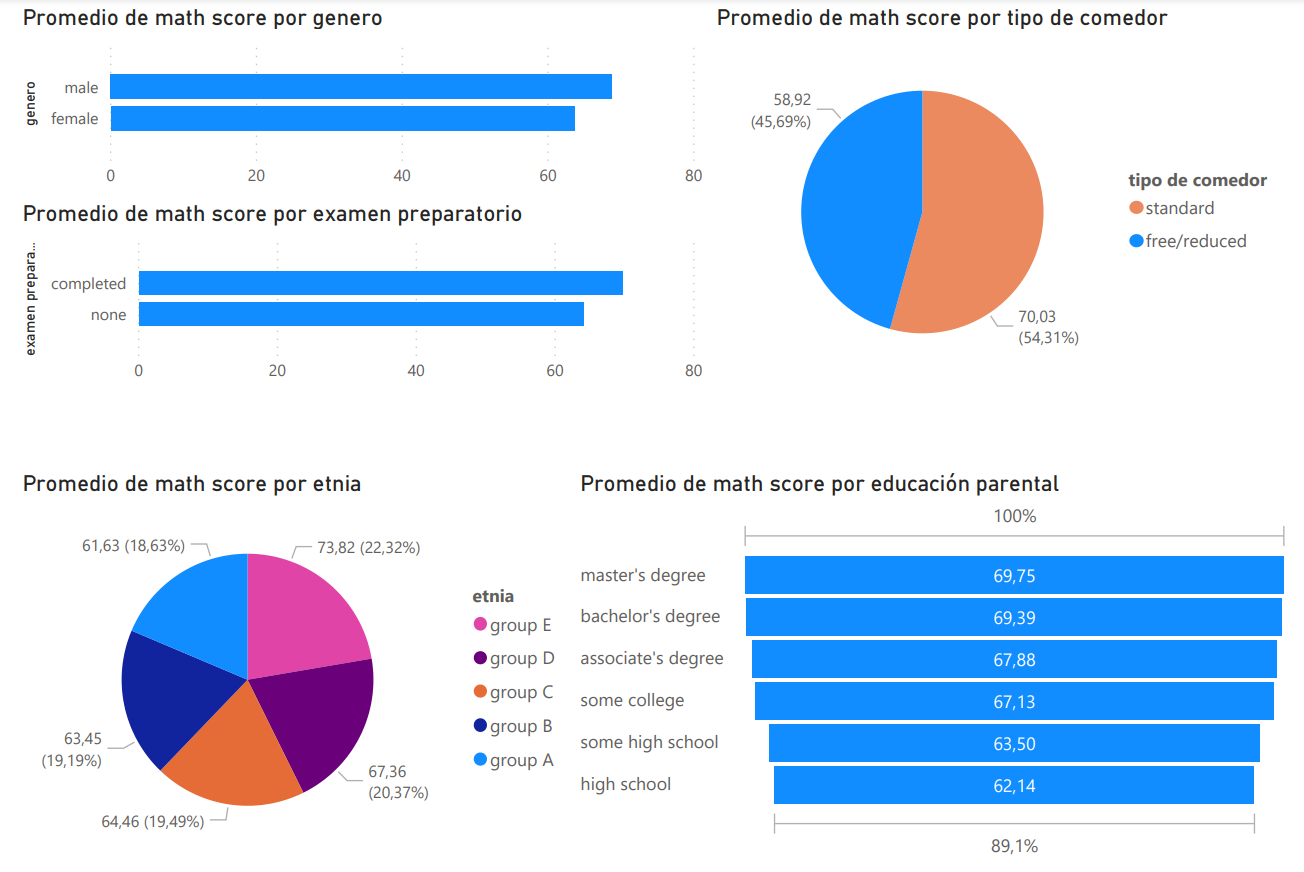 Promedio de math score por genero
genero
male
female
0 20 40 60 80
Promedio de math score por examen preparatorio
examen prepara...
completed
none
0 20 40 60 80
Promedio de math score por tipo de comedor
58,92
(45,69%)
70,03
(54,31%)
tipo de comedor
standard
free/reduced
Promedio de math score por etnia
61,63 (18,63%)
73,82 (22,32%)
63,45
(19,19%)
67,36
(20,37%)
64,46 (19,49%)
etnia
group E
group D
group C
group B
group A
Promedio de math score por educación parental
100%
master's degree 69,75
bachelor's degree 69,39
associate's degree 67,88
some college 67,13
some high school 63,50
high school 62,14
89,1%